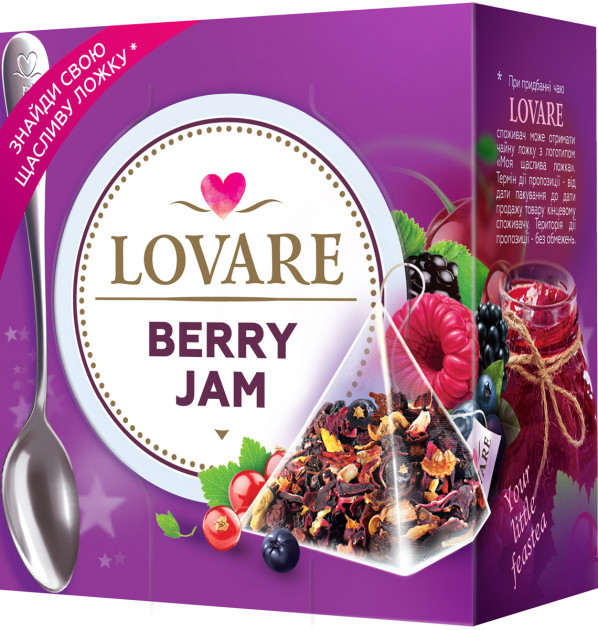 ЗНАЙДИ СВОЮ
ЩАСЛИВУ ЛОЖКУ *
LOVARE
BERRY
JAM
* При придбанні чаю
LOVARE
споживач може отримати
чайну ложку з логотипом
«Моя щаслива ложка».
Термін дії пропозиції - від
дати пакування до дати
продажу товару кінцевому
споживачу. Територія дії
пропозиції - без обмежень.
VARE
Your
little
feastea